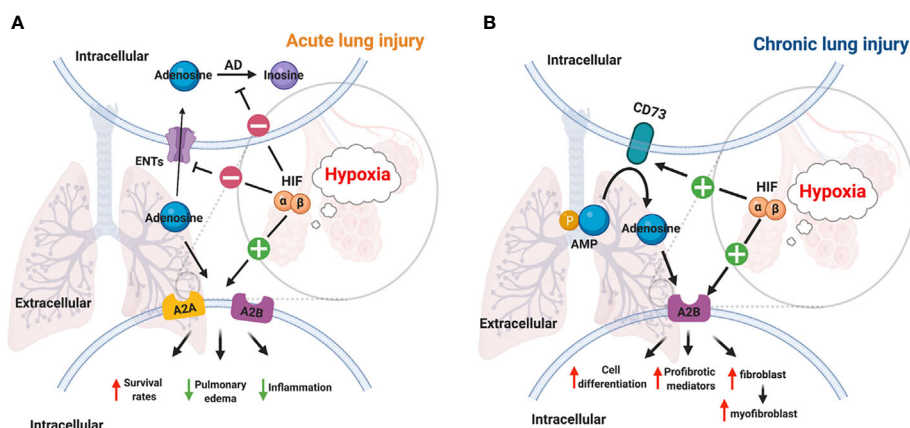 A
Acute lung injury
Intracellular
Adenosine
AD
Inosine
ENTs
HIF
α β
Hypoxia
Adenosine
Extracellular
A2A
A2B
Survival
rates
Pulmonary
edema
Inflammation
Intracellular
B
Chronic lung injury
Intracellular
CD73
HIF
α β
Hypoxia
P
AMP
Adenosine
Extracellular
A2B
Cell
differentiation
Profibrotic
mediators
fibroblast
myofibroblast
Intracellular